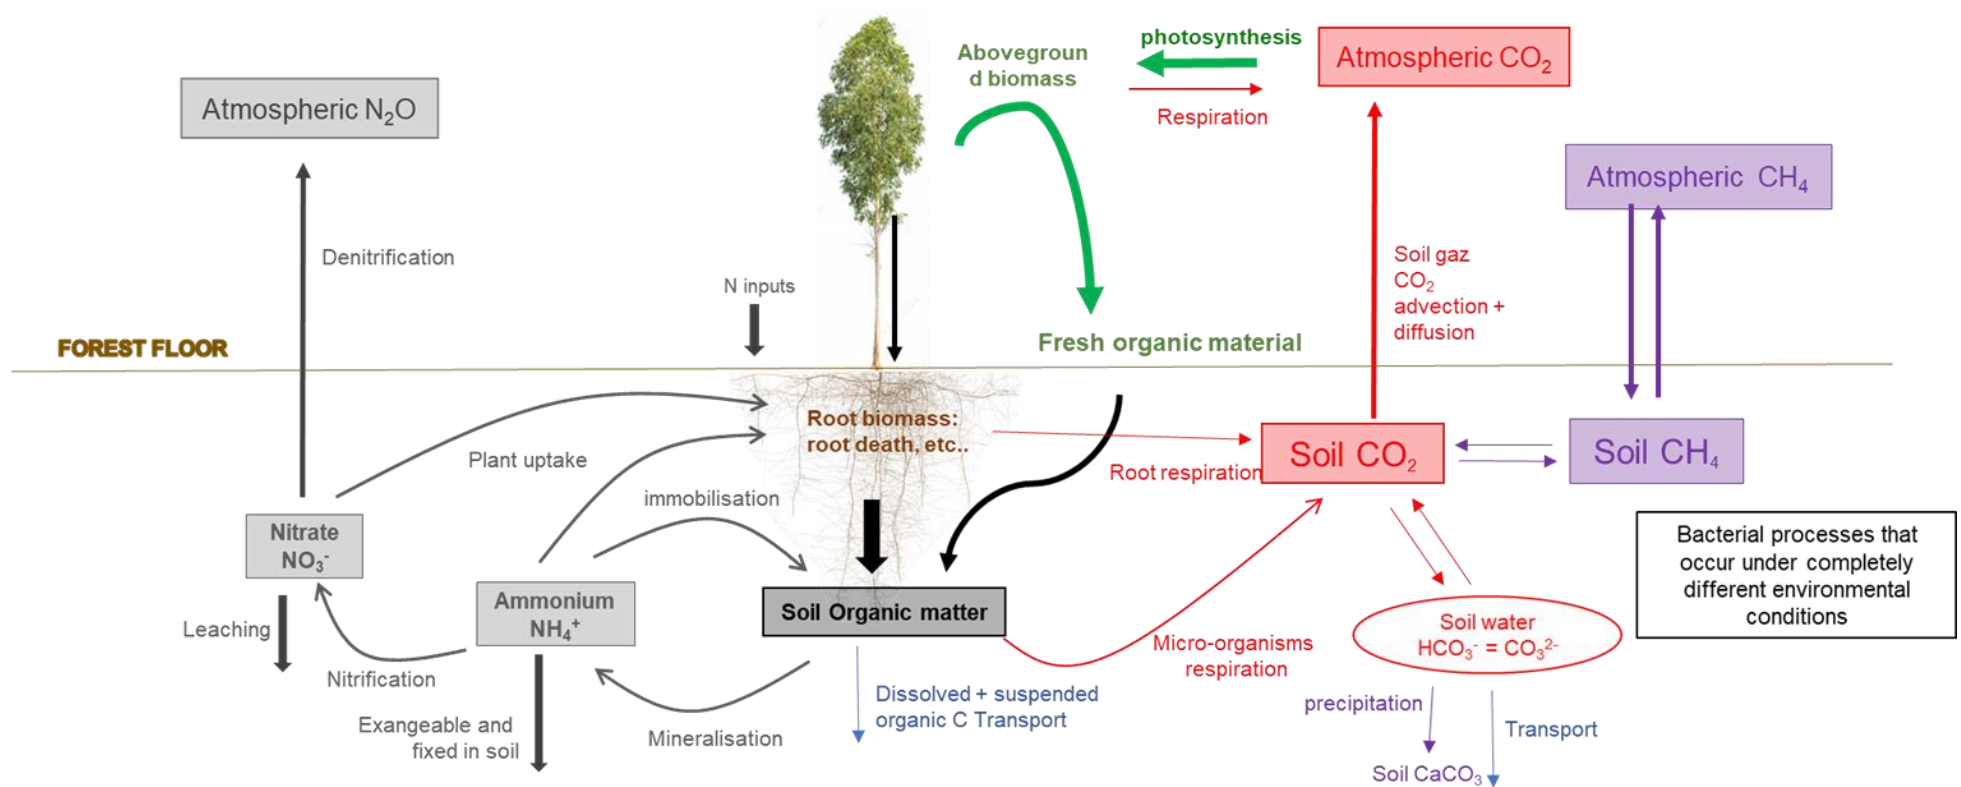 Abovegroun
d biomass
photosynthesis
Respiration
Atmospheric CO₂
Atmospheric N₂O
Atmospheric CH₄
Denitrification
N inputs
Soil gaz
CO₂
advection +
diffusion
FOREST FLOOR
Fresh organic material
Root biomass:
root death, etc..
Plant uptake
immobilisation
Root respiration
Soil CO₂
Soil CH₄
Nitrate
NO₃⁻
Ammonium
NH₄⁺
Soil Organic matter
Bacterial processes that
occur under completely
different environmental
conditions
Leaching
Nitrification
Exangeable and
fixed in soil
Mineralisation
Dissolved + suspended
organic C Transport
Micro-organisms
respiration
Soil water
HCO₃⁻ = CO₃²⁻
precipitation
Transport
Soil CaCO₃